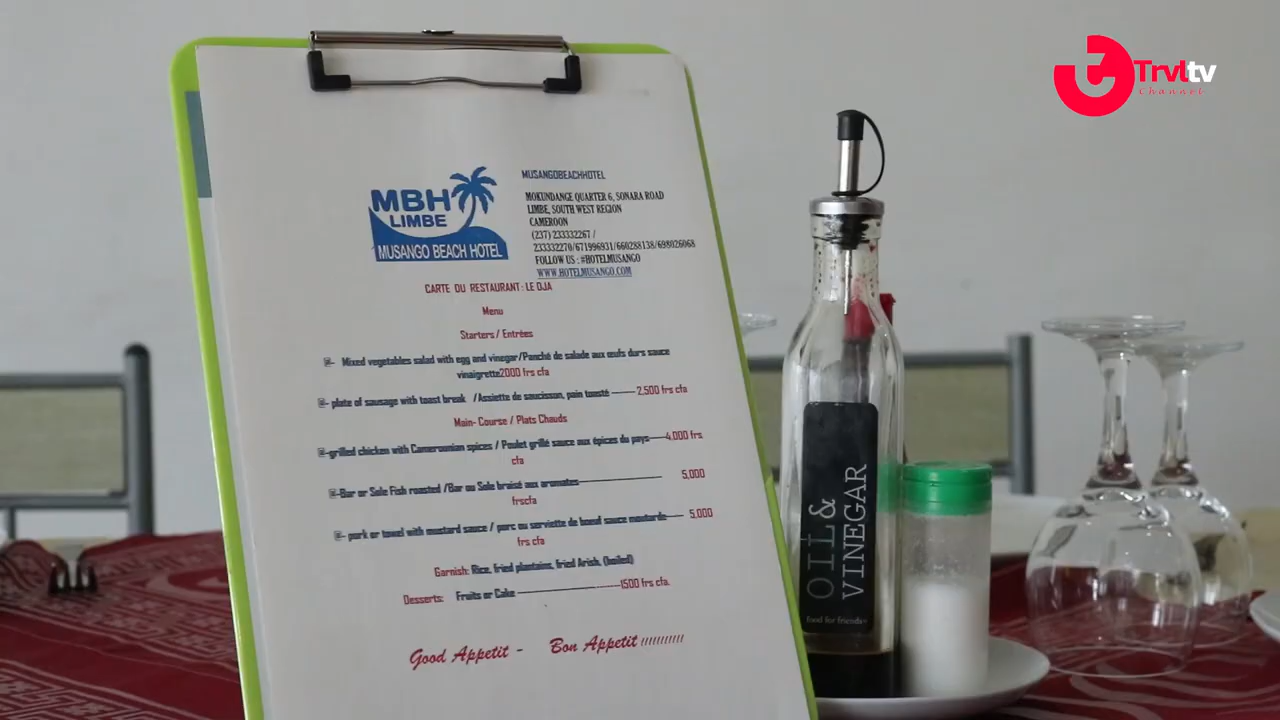 Trvltv
Channel
MBH
LIMBE
MUSANGO BEACH HOTEL
MUSANGOBEACHHOTEL
MOKUNDANGE QUARTER 6, SONARA ROAD
LIMBE, SOUTH WEST REGION
CAMEROON
(237) 233332267 /
233332270/671996931/660288138/698026068
FOLLOW US : #HOTELMUSANGO
WWW.HOTELMUSANGO.COM
CARTE DU RESTAURANT: LE DJA
Menu
Starters / Entrées
@- Mixed vegetables salad with egg and vinegar/Panché de salade aux œufs durs sauce
vinaigrette2000 frs cfa
@- plate of sausage with toast break /Assiette de saucisson, pain toasté ------- 2,500 frs cfa
Main- Course / Plats Chauds
@-grilled chicken with Cameroonian spices / Poulet grillé sauce aux épices du pays-----4,000 frs
cfa
@-Bar or Sole Fish roasted /Bar ou Sole braisé aux aromates------------------------ 5,000
frscfa
@- pork or towel with mustard sauce / porc ou serviette de boeuf sauce moutarde----- 5,000
frs cfa
Garnish: Rice, fried plantains, fried Arish, (boiled)
Desserts: Fruits or Cake -----------------------------1500 frs cfa.
Good Appetit - Bon Appetit !!!!!!!!!!!
OIL &
VINEGAR
food for friends